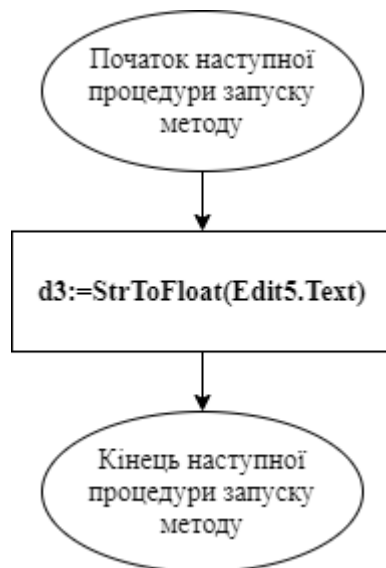 Початок наступної
процедури запуску
методу
d3:=StrToFloat(Edit5.Text)
Кінець наступної
процедури запуску
методу